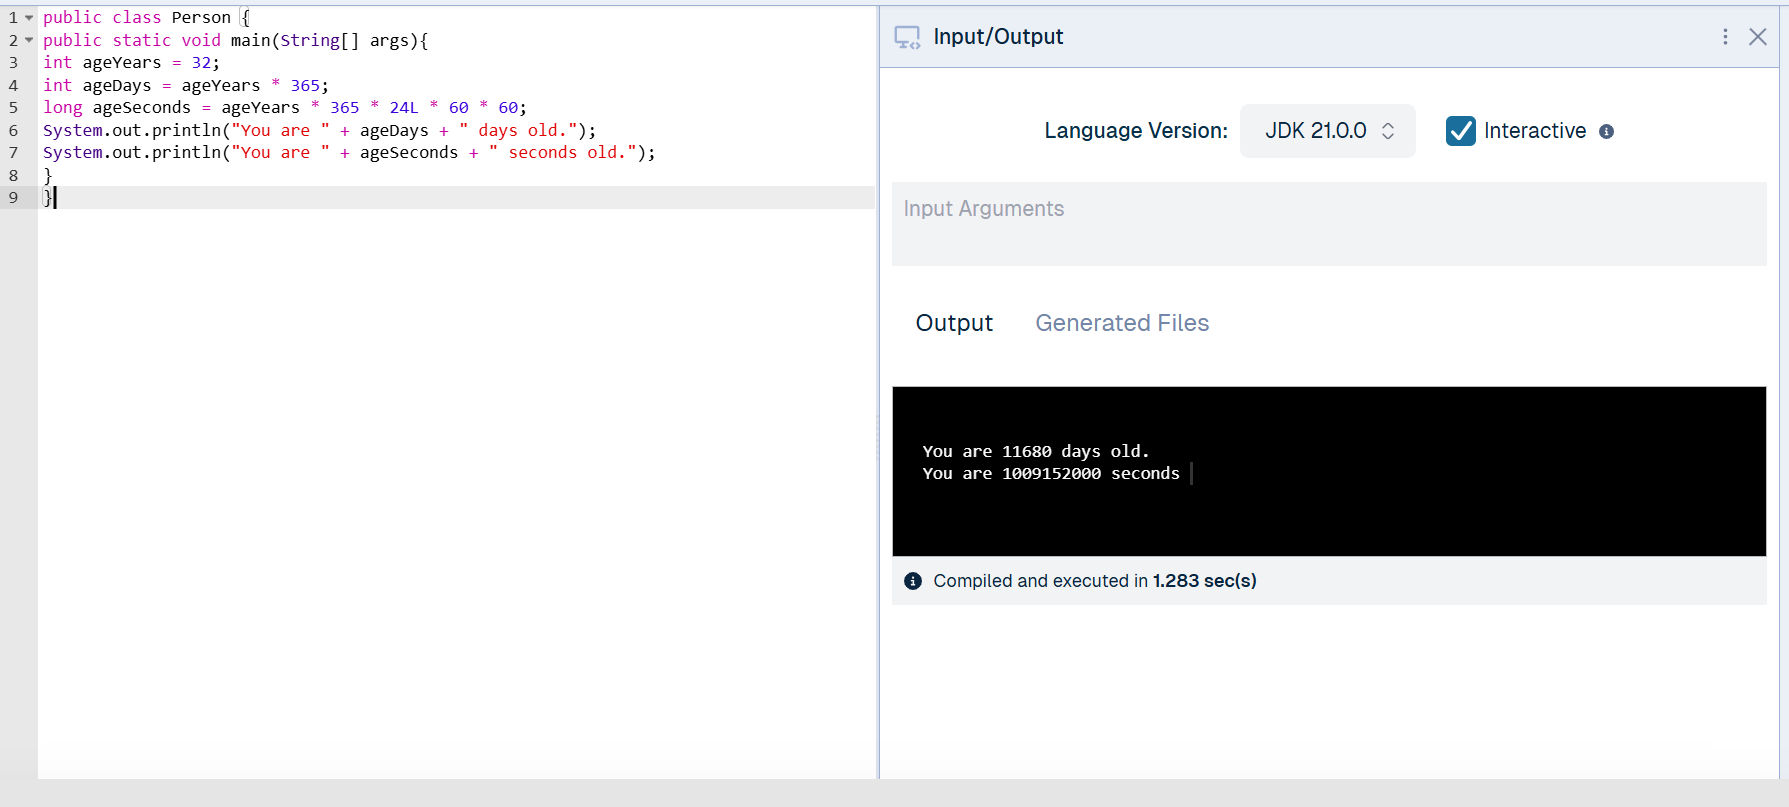 1 public class Person {
2 public static void main(String[] args){
3 int ageYears = 32;
4 int ageDays = ageYears * 365;
5 long ageSeconds = ageYears * 365 * 24L * 60 * 60;
6 System.out.println("You are " + ageDays + " days old.");
7 System.out.println("You are " + ageSeconds + " seconds old.");
8 }
9 }
Input/Output
Language Version: JDK 21.0.0 Interactive
Input Arguments
Output Generated Files
You are 11680 days old.
You are 1009152000 seconds
Compiled and executed in 1.283 sec(s)